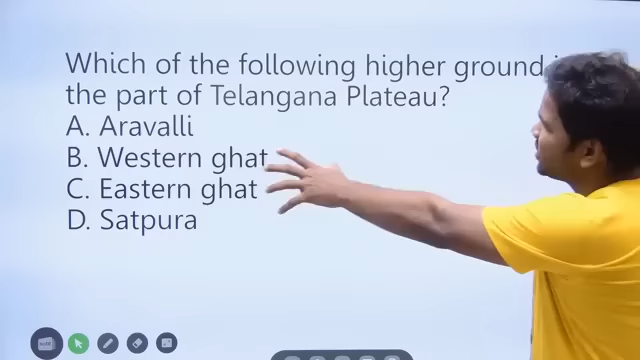 Which of the following higher ground
the part of Telangana Plateau?
A. Aravalli
B. Western ghat
C. Eastern ghat
D. Satpura